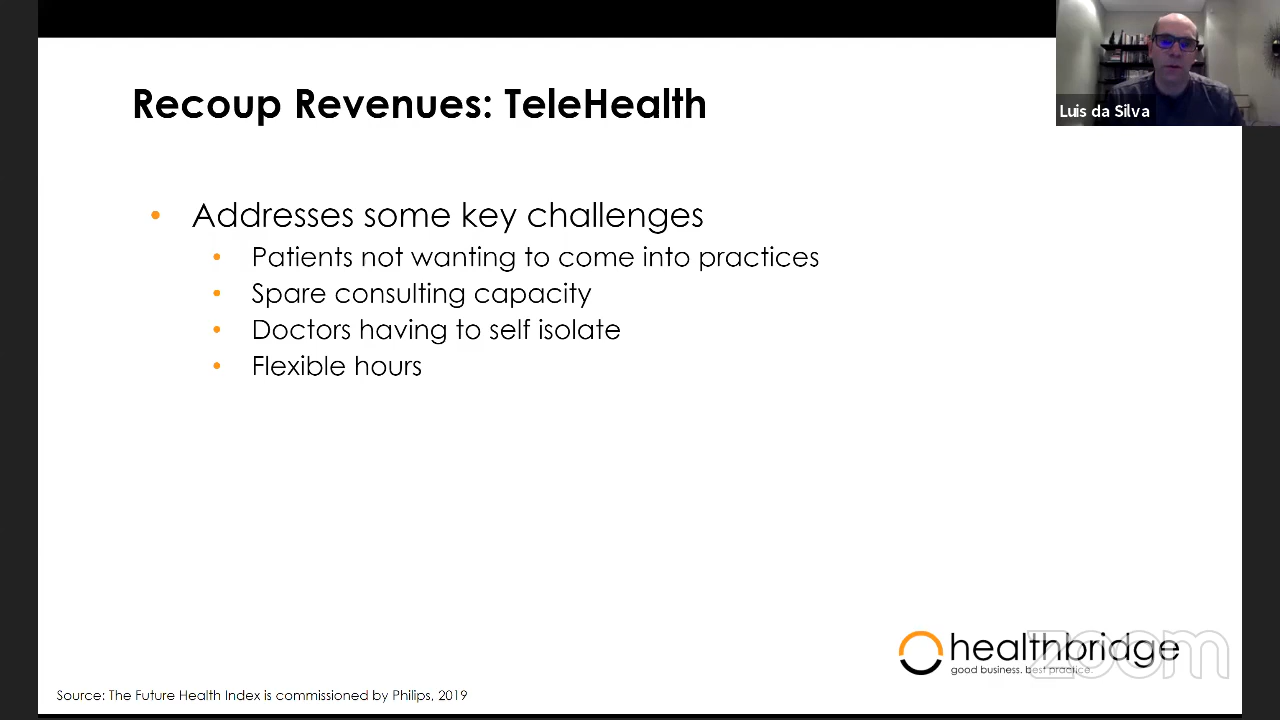 Recoup Revenues: TeleHealth
Luis da Silva
• Addresses some key challenges
• Patients not wanting to come into practices
• Spare consulting capacity
• Doctors having to self isolate
• Flexible hours
healthbridge
good business. best practice.
zoom
Source: The Future Health Index is commissioned by Philips, 2019